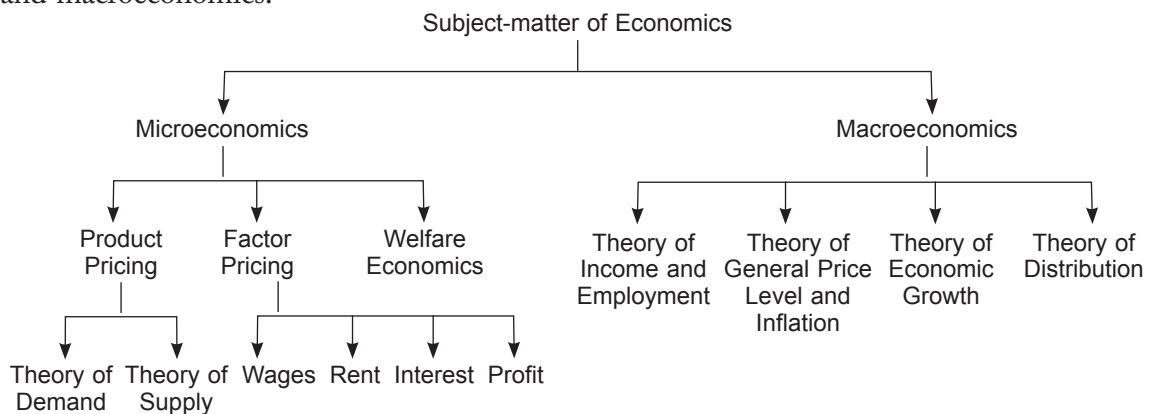 and macroeconomics.
Subject-matter of Economics
Microeconomics
Macroeconomics
Product
Pricing
Factor
Pricing
Welfare
Economics
Theory of
Income and
Employment
Theory of
General Price
Level and
Inflation
Theory of
Economic
Growth
Theory of
Distribution
Theory of
Demand
Theory of
Supply
Wages
Rent
Interest
Profit